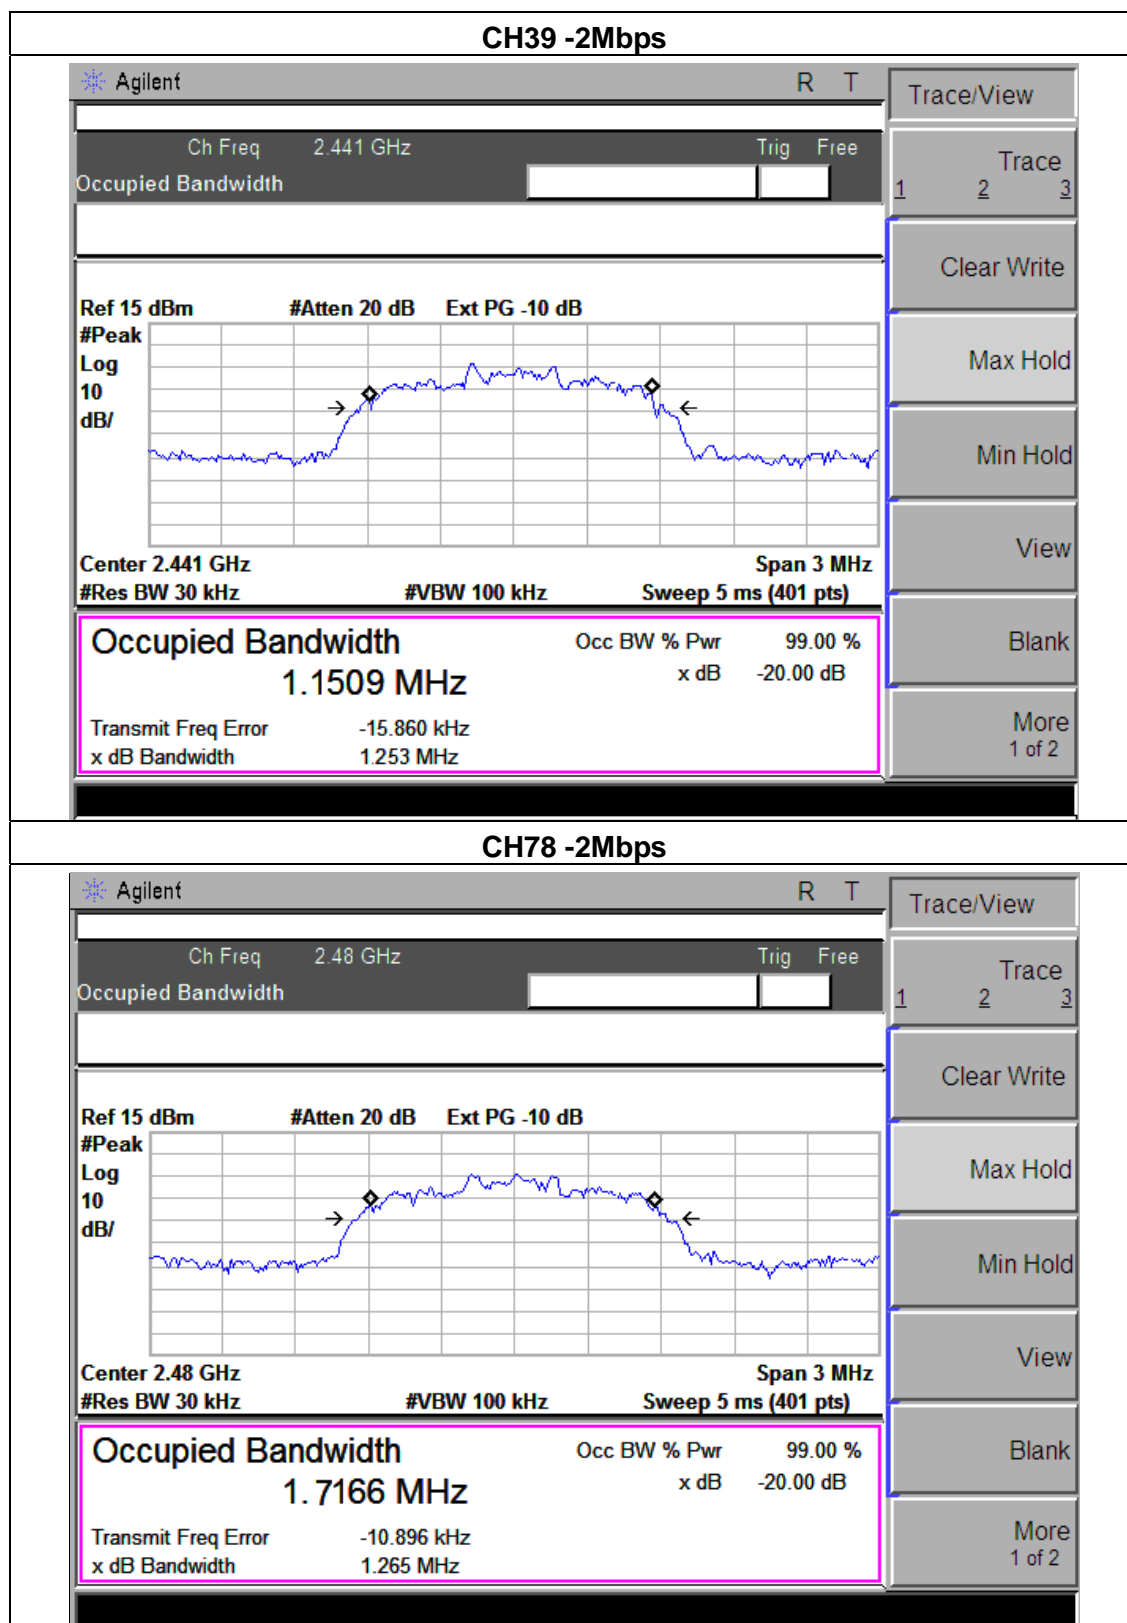 CH39 -2Mbps
Agilent R T
Trace/View
Ch Freq 2.441 GHz Trig Free
Occupied Bandwidth
Trace
1 2 3
Clear Write
Ref 15 dBm #Atten 20 dB Ext PG -10 dB
#Peak
Log
10
dB/
Max Hold
Min Hold
View
Center 2.441 GHz Span 3 MHz
#Res BW 30 kHz #VBW 100 kHz Sweep 5 ms (401 pts)
Occupied Bandwidth Occ BW % Pwr 99.00 %
1.1509 MHz x dB -20.00 dB
Blank
Transmit Freq Error -15.860 kHz
x dB Bandwidth 1.253 MHz
More
1 of 2
CH78 -2Mbps
Agilent R T
Trace/View
Ch Freq 2.48 GHz Trig Free
Occupied Bandwidth
Trace
1 2 3
Clear Write
Ref 15 dBm #Atten 20 dB Ext PG -10 dB
#Peak
Log
10
dB/
Max Hold
Min Hold
View
Center 2.48 GHz Span 3 MHz
#Res BW 30 kHz #VBW 100 kHz Sweep 5 ms (401 pts)
Occupied Bandwidth Occ BW % Pwr 99.00 %
1.7166 MHz x dB -20.00 dB
Blank
Transmit Freq Error -10.896 kHz
x dB Bandwidth 1.265 MHz
More
1 of 2